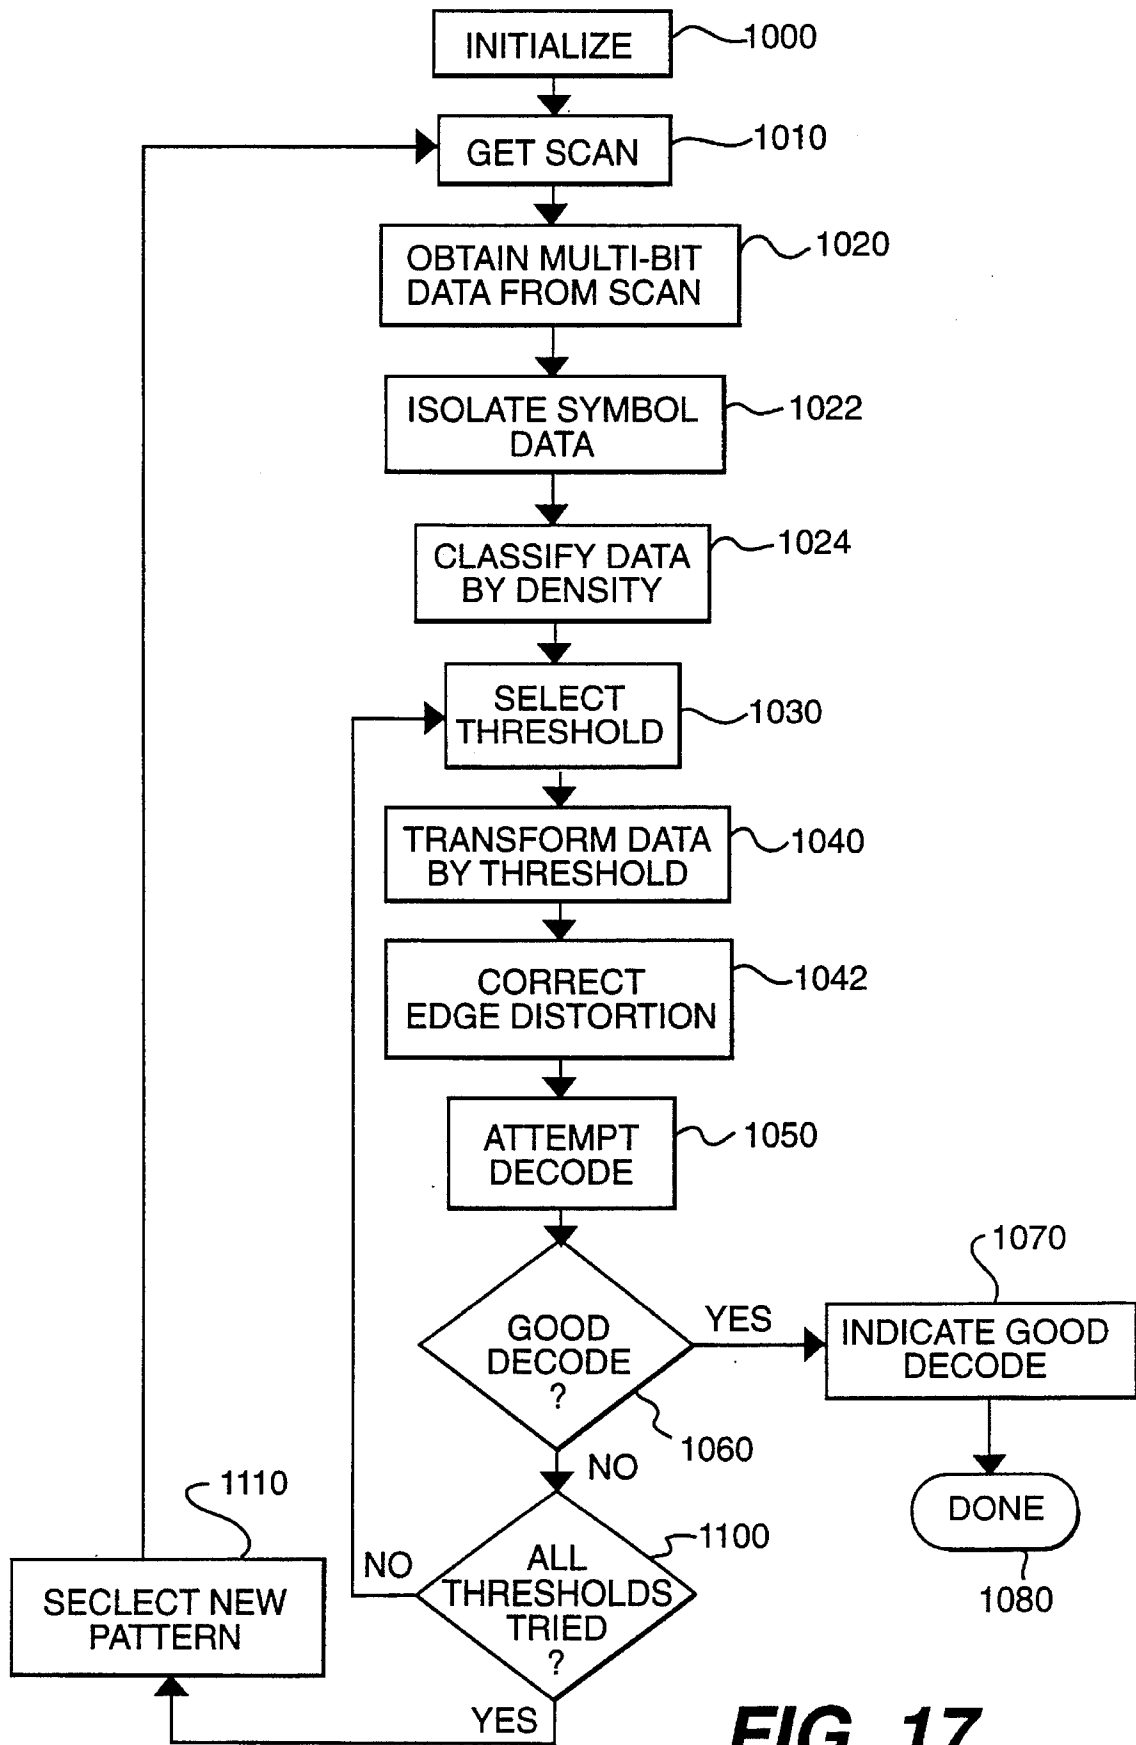 INITIALIZE
1000
GET SCAN
1010
OBTAIN MULTI-BIT
DATA FROM SCAN
1020
ISOLATE SYMBOL
DATA
1022
CLASSIFY DATA
BY DENSITY
1024
SELECT
THRESHOLD
1030
TRANSFORM DATA
BY THRESHOLD
1040
CORRECT
EDGE DISTORTION
1042
ATTEMPT
DECODE
1050
GOOD
DECODE
?
1060
YES
1070
INDICATE GOOD
DECODE
NO
DONE
1080
ALL
THRESHOLDS
TRIED
?
1100
NO
1110
SECLECT NEW
PATTERN
YES
FIG. 17